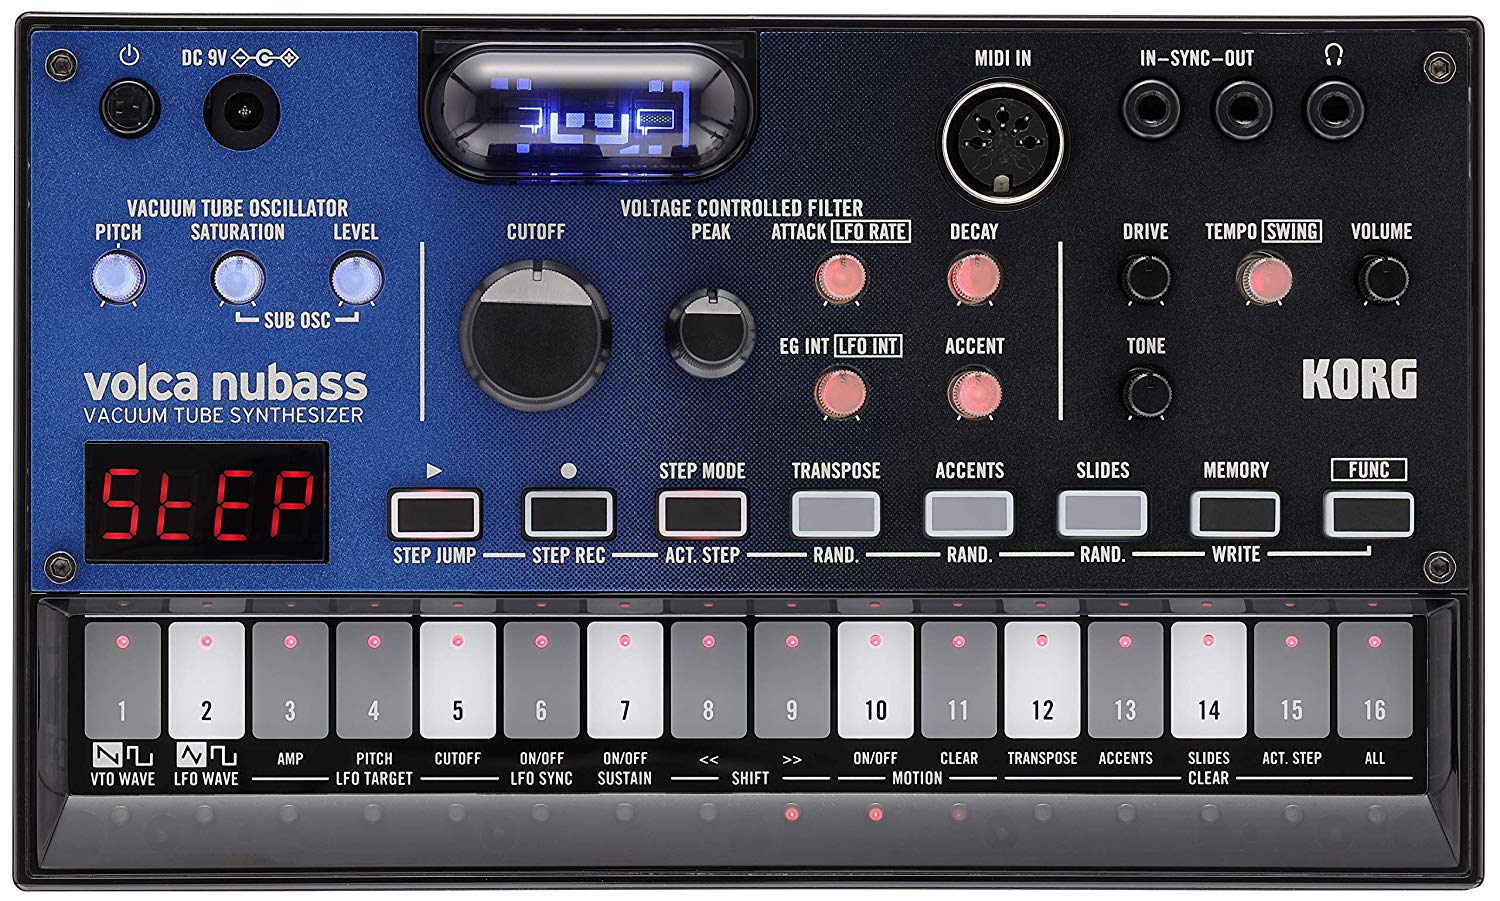 DC 9V
MIDI IN
IN-SYNC-OUT
VACUUM TUBE OSCILLATOR
VOLTAGE CONTROLLED FILTER
PITCH SATURATION LEVEL
CUTOFF PEAK ATTACK LFO RATE DECAY
DRIVE TEMPO SWING VOLUME
SUB OSC
EG INT LFO INT ACCENT
TONE
volca nubass
VACUUM TUBE SYNTHESIZER
KORG
StEP
STEP MODE TRANSPOSE ACCENTS SLIDES MEMORY FUNC
STEP JUMP STEP REC ACT. STEP RAND. RAND. RAND. WRITE
1 2 3 4 5 6 7 8 9 10 11 12 13 14 15 16
AMP PITCH CUTOFF ON/OFF ON/OFF << >> ON/OFF CLEAR TRANSPOSE ACCENTS SLIDES ACT. STEP ALL
VTO WAVE LFO WAVE LFO TARGET LFO SYNC SUSTAIN SHIFT MOTION CLEAR